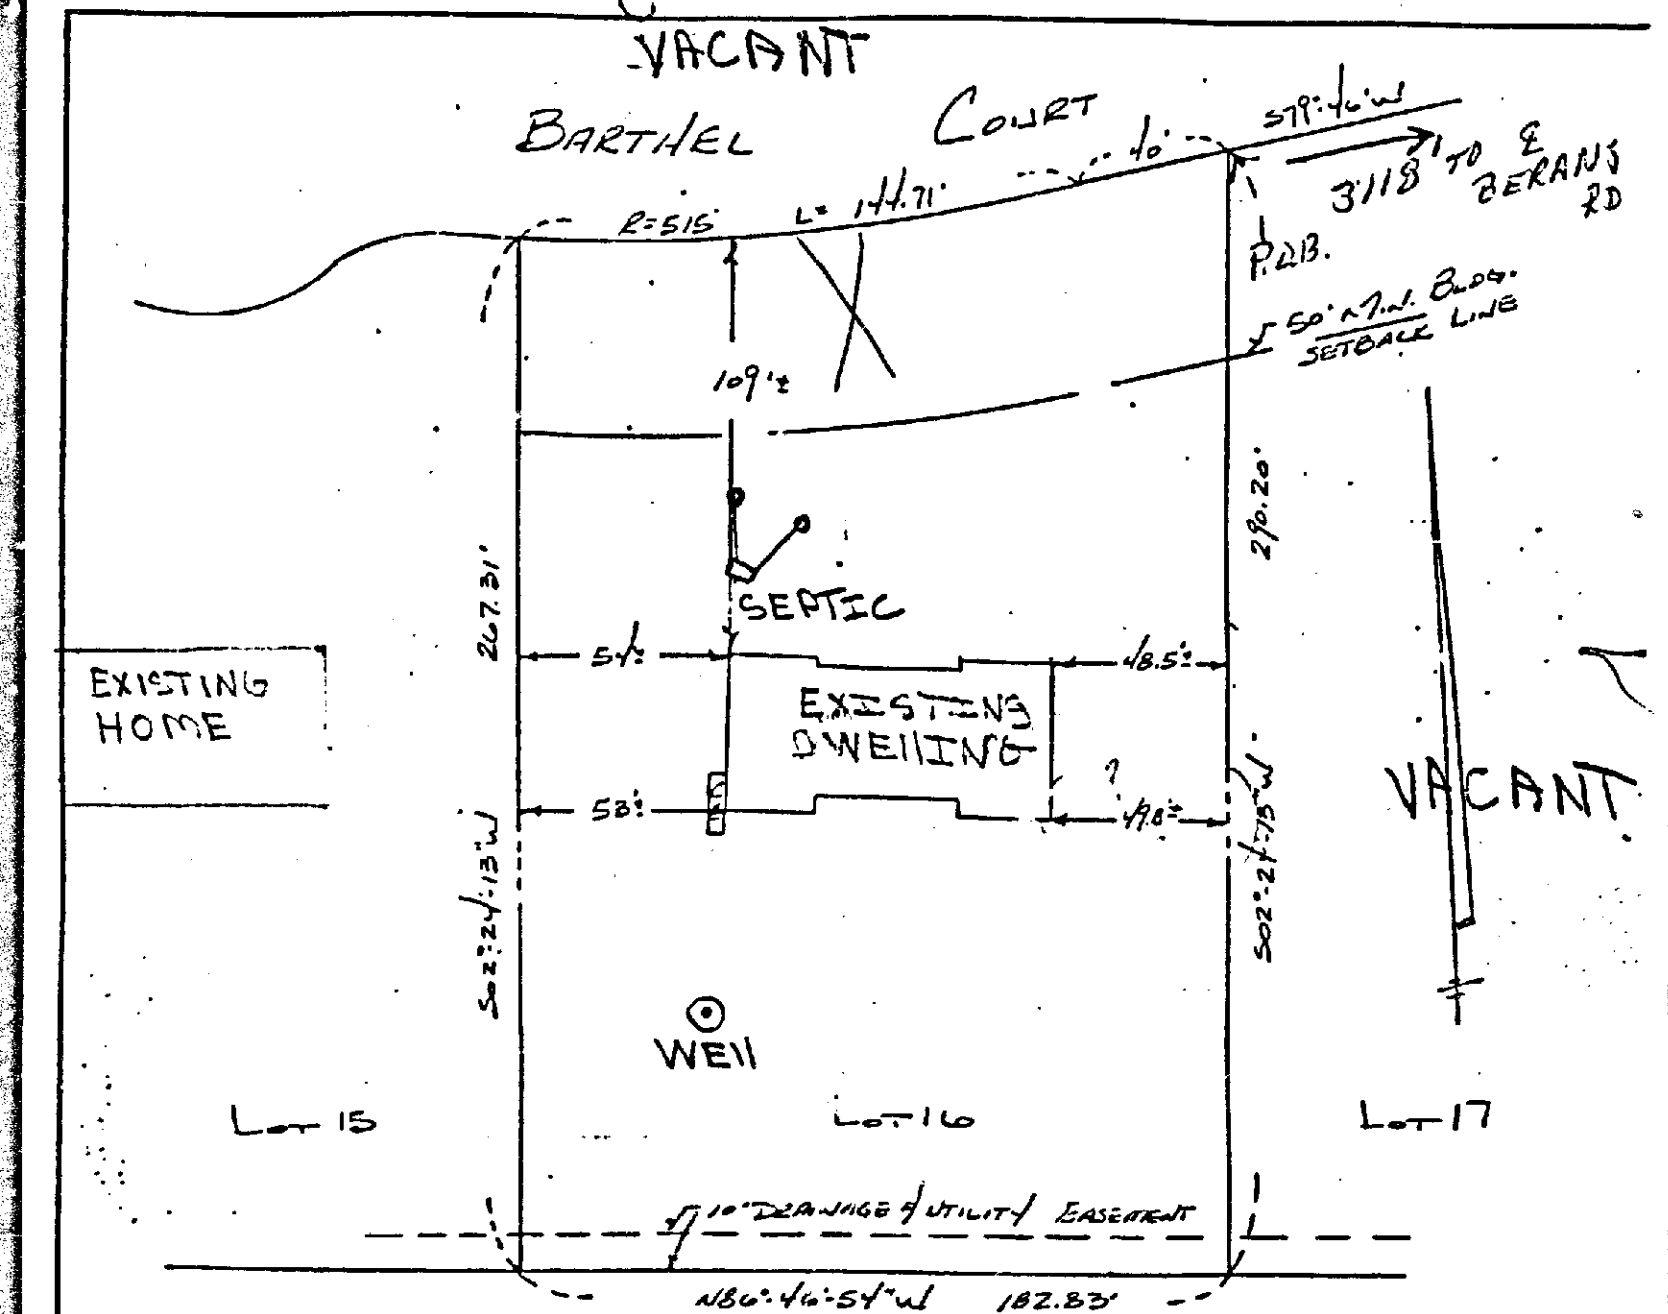 VACANT
BARTHEL COURT
S79°-46'W
40'
L= 144.71'
R=515'
3118' TO ℄
BERANS
RD
P.O.B.
50' MIN. BLDG.
SETBACK LINE
109'±
290.20'
267.31'
SEPTIC
54'±
48.5'±
EXISTING
HOME
EXISTING
DWEllING
?
VACANT
53'±
49.8'±
S02°-24'-13"W
S02°-24'-13"W
WEll
LOT 15
LOT 16
LOT 17
10' DRAINAGE & UTILITY EASEMENT
N86°-46'-54"W 182.83'